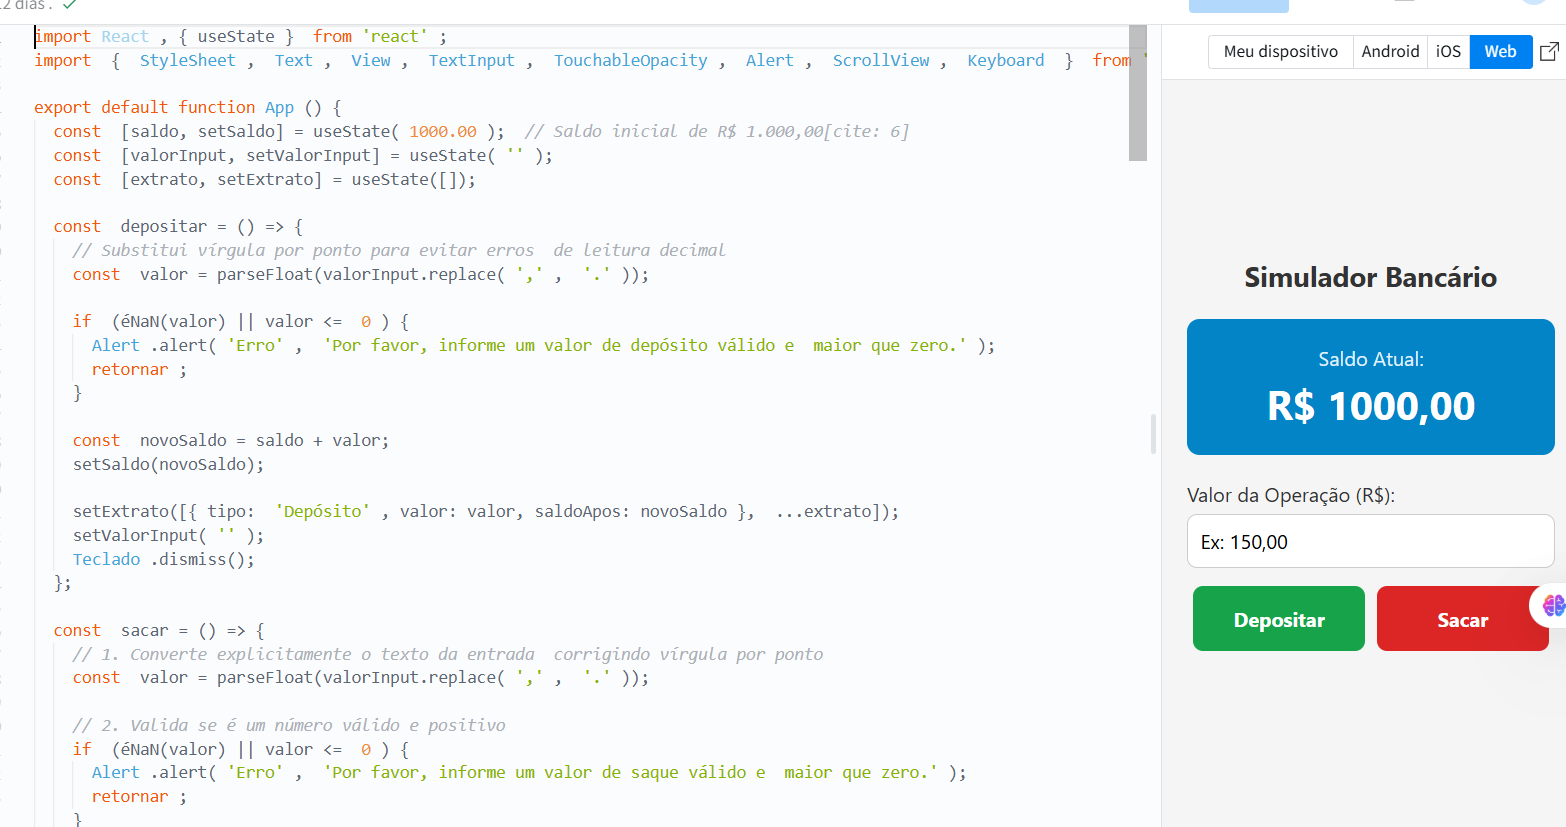 2 dias .
import React , { useState } from 'react' ;
import { StyleSheet , Text , View , TextInput , TouchableOpacity , Alert , ScrollView , Keyboard } from '
export default function App () {
const [saldo, setSaldo] = useState( 1000.00 ); // Saldo inicial de R$ 1.000,00[cite: 6]
const [valorInput, setValorInput] = useState( '' );
const [extrato, setExtrato] = useState([]);
const depositar = () => {
// Substitui vírgula por ponto para evitar erros de leitura decimal
const valor = parseFloat(valorInput.replace( ',' , '.' ));
if (éNaN(valor) || valor <= 0 ) {
Alert .alert( 'Erro' , 'Por favor, informe um valor de depósito válido e maior que zero.' );
retornar ;
}
const novoSaldo = saldo + valor;
setSaldo(novoSaldo);
setExtrato([{ tipo: 'Depósito' , valor: valor, saldoApos: novoSaldo }, ...extrato]);
setValorInput( '' );
Teclado .dismiss();
};
const sacar = () => {
// 1. Converte explicitamente o texto da entrada corrigindo vírgula por ponto
const valor = parseFloat(valorInput.replace( ',' , '.' ));
// 2. Valida se é um número válido e positivo
if (éNaN(valor) || valor <= 0 ) {
Alert .alert( 'Erro' , 'Por favor, informe um valor de saque válido e maior que zero.' );
retornar ;
}
Meu dispositivo Android iOS Web
Simulador Bancário
Saldo Atual:
R$ 1000,00
Valor da Operação (R$):
Ex: 150,00
Depositar Sacar